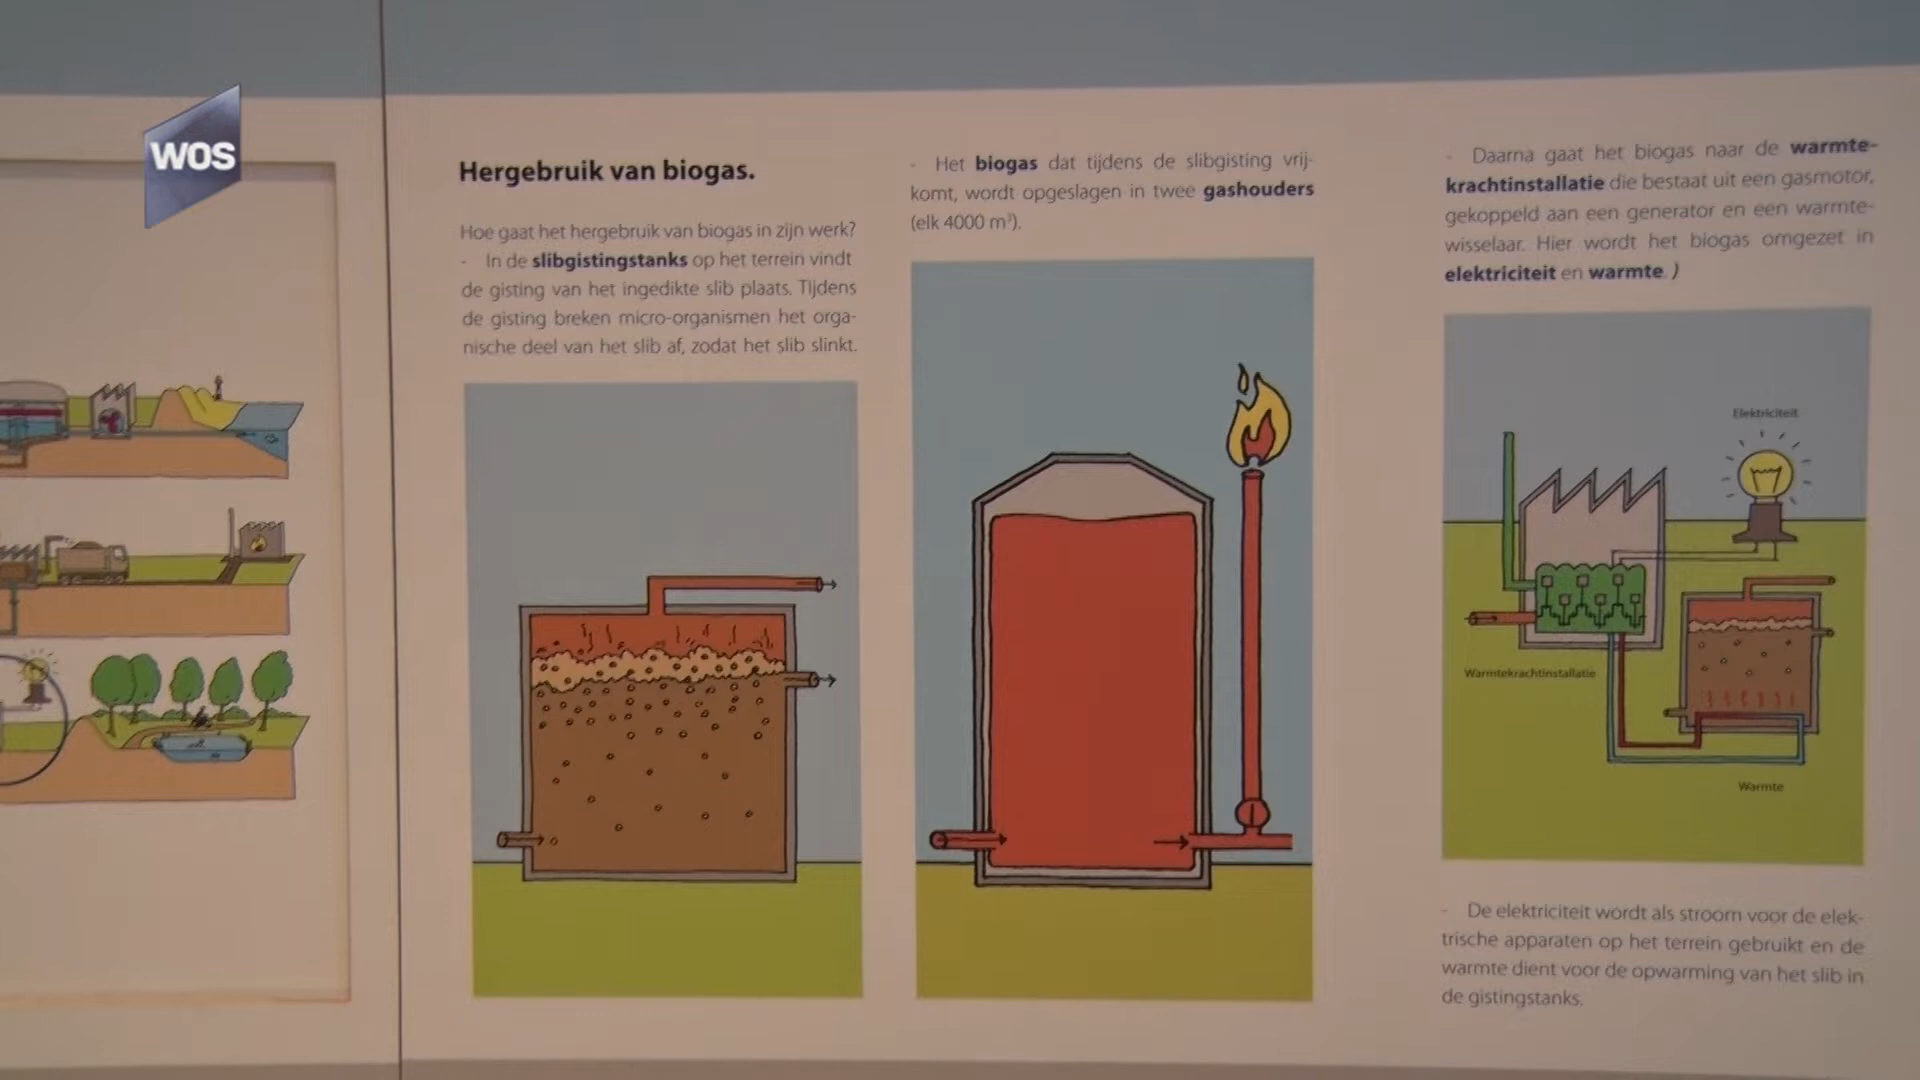 WOS
Hergebruik van biogas.
Hoe gaat het hergebruik van biogas in zijn werk?
- In de slibgistingstanks op het terrein vindt
de gisting van het ingedikte slib plaats. Tijdens
de gisting breken micro-organismen het orga-
nische deel van het slib af, zodat het slib slinkt.
- Het biogas dat tijdens de slibgisting vrij-
komt, wordt opgeslagen in twee gashouders
(elk 4000 m³).
- Daarna gaat het biogas naar de warmte-
krachtinstallatie die bestaat uit een gasmotor,
gekoppeld aan een generator en een warmte-
wisselaar. Hier wordt het biogas omgezet in
elektriciteit en warmte.)
Elektriciteit
Warmtekrachtinstallatie
Warmte
- De elektriciteit wordt als stroom voor de elek-
trische apparaten op het terrein gebruikt en de
warmte dient voor de opwarming van het slib in
de gistingstanks.